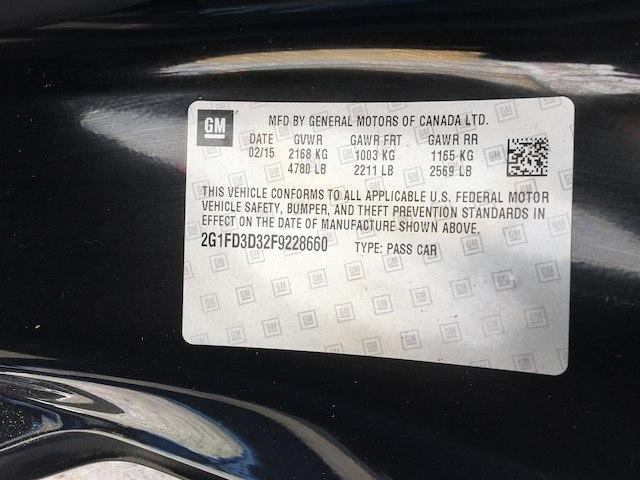 GM MFD BY GENERAL MOTORS OF CANADA LTD.
DATE GVWR GAWR FRT GAWR RR
02/15 2168 KG 1003 KG 1165 KG
4780 LB 2211 LB 2569 LB
THIS VEHICLE CONFORMS TO ALL APPLICABLE U.S. FEDERAL MOTOR
VEHICLE SAFETY, BUMPER, AND THEFT PREVENTION STANDARDS IN
EFFECT ON THE DATE OF MANUFACTURE SHOWN ABOVE.
2G1FD3D32F9228660 TYPE: PASS CAR